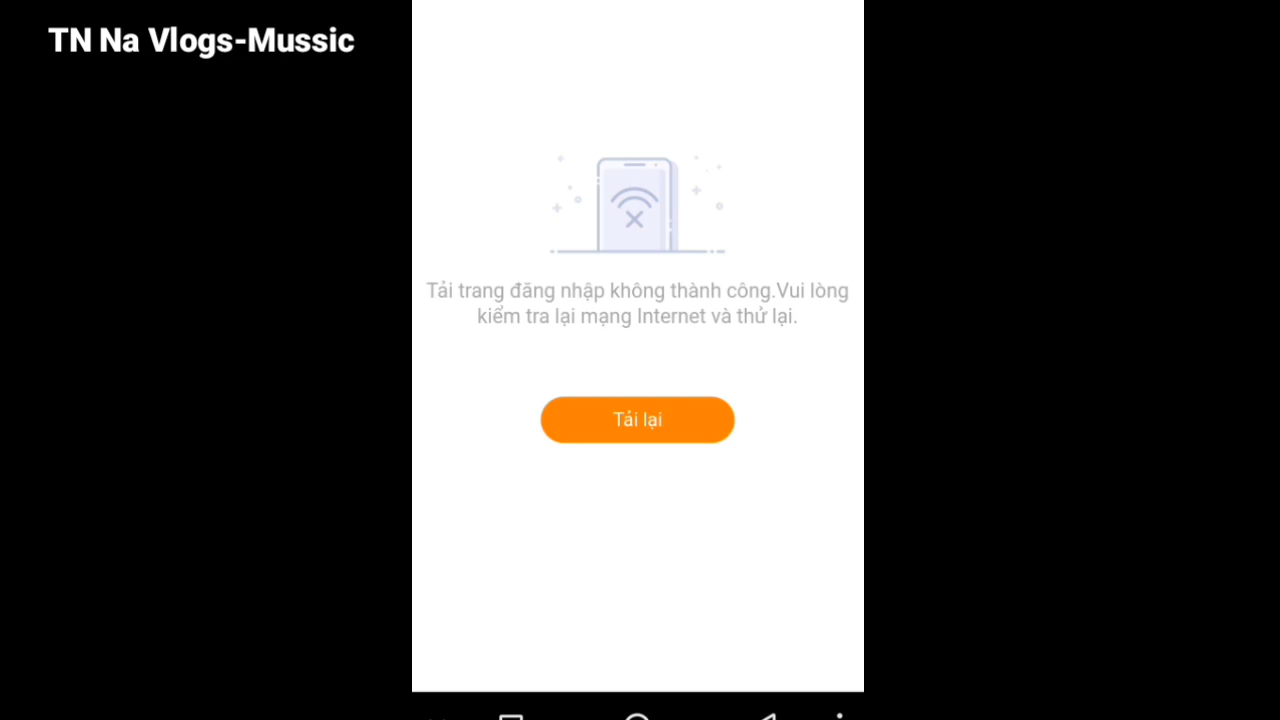 TN Na Vlogs-Mussic
Tải trang đăng nhập không thành công.Vui lòng
kiểm tra lại mạng Internet và thử lại.
Tải lại